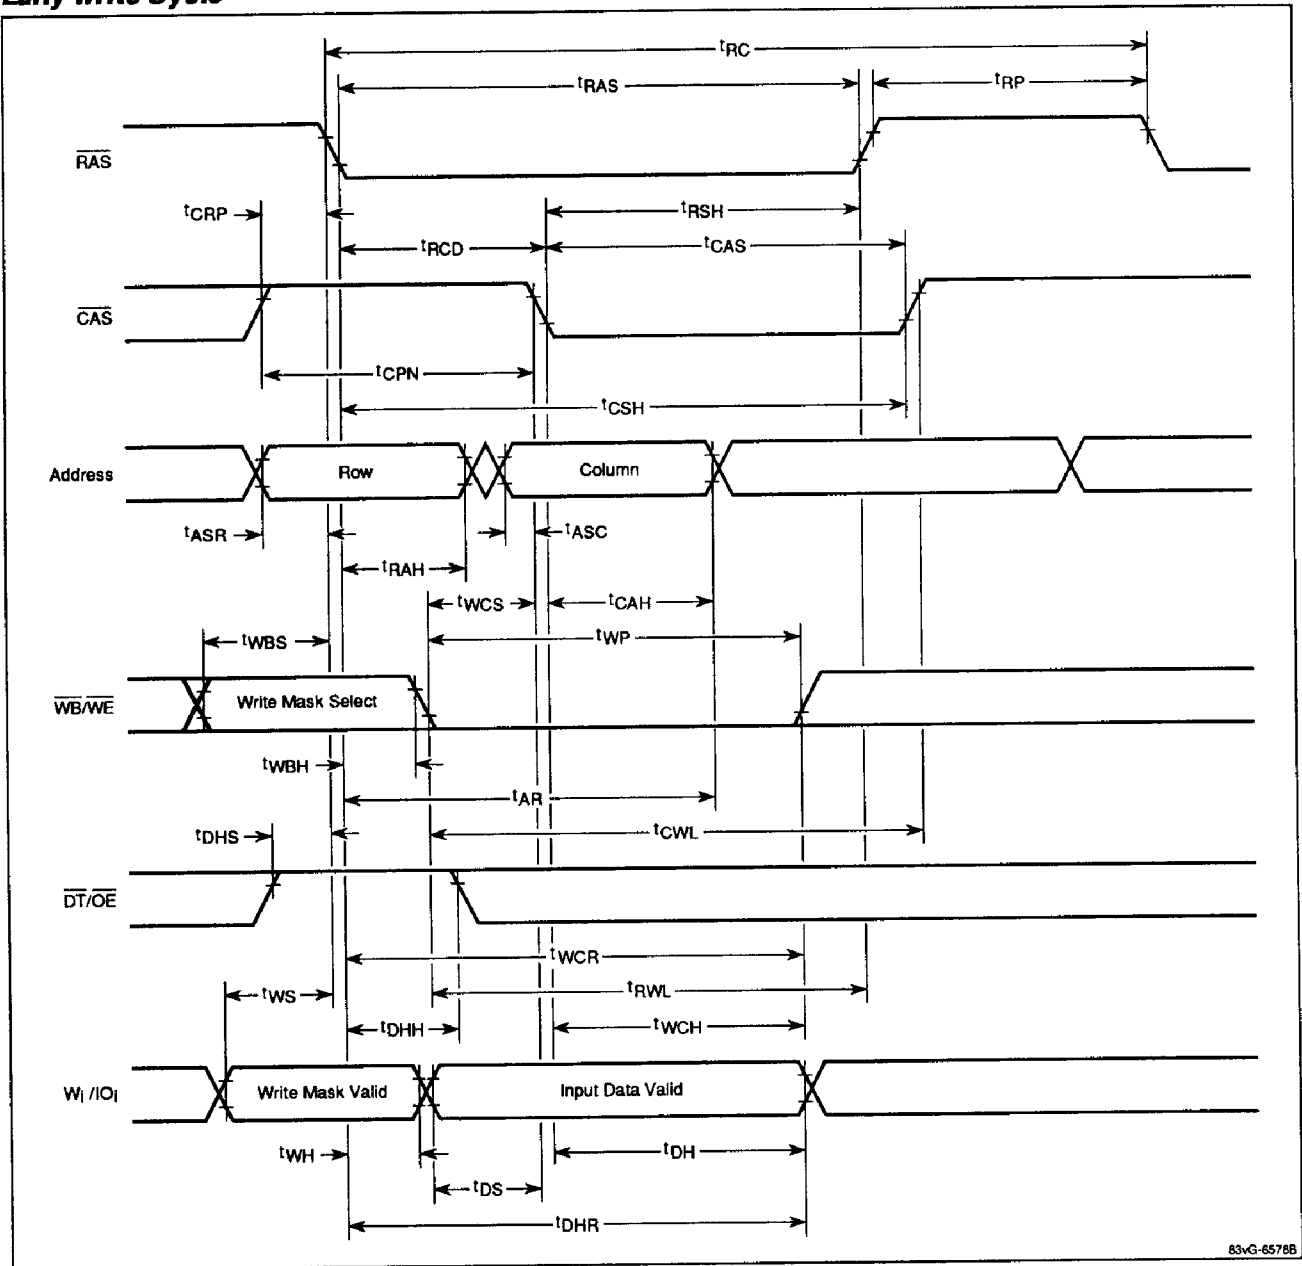 Early Write Cycle
tRC
tRAS
tRP
RAS
tCRP
tRSH
tRCD
tCAS
CAS
tCPN
tCSH
Address
Row
Column
tASR
tASC
tRAH
tWCS
tCAH
tWBS
tWP
WB/WE
Write Mask Select
tWBH
tAR
tDHS
tCWL
DT/OE
tWCR
tWS
tRWL
tDHH
tWCH
Wi /IOi
Write Mask Valid
Input Data Valid
tWH
tDH
tDS
tDHR
83vG-6578B